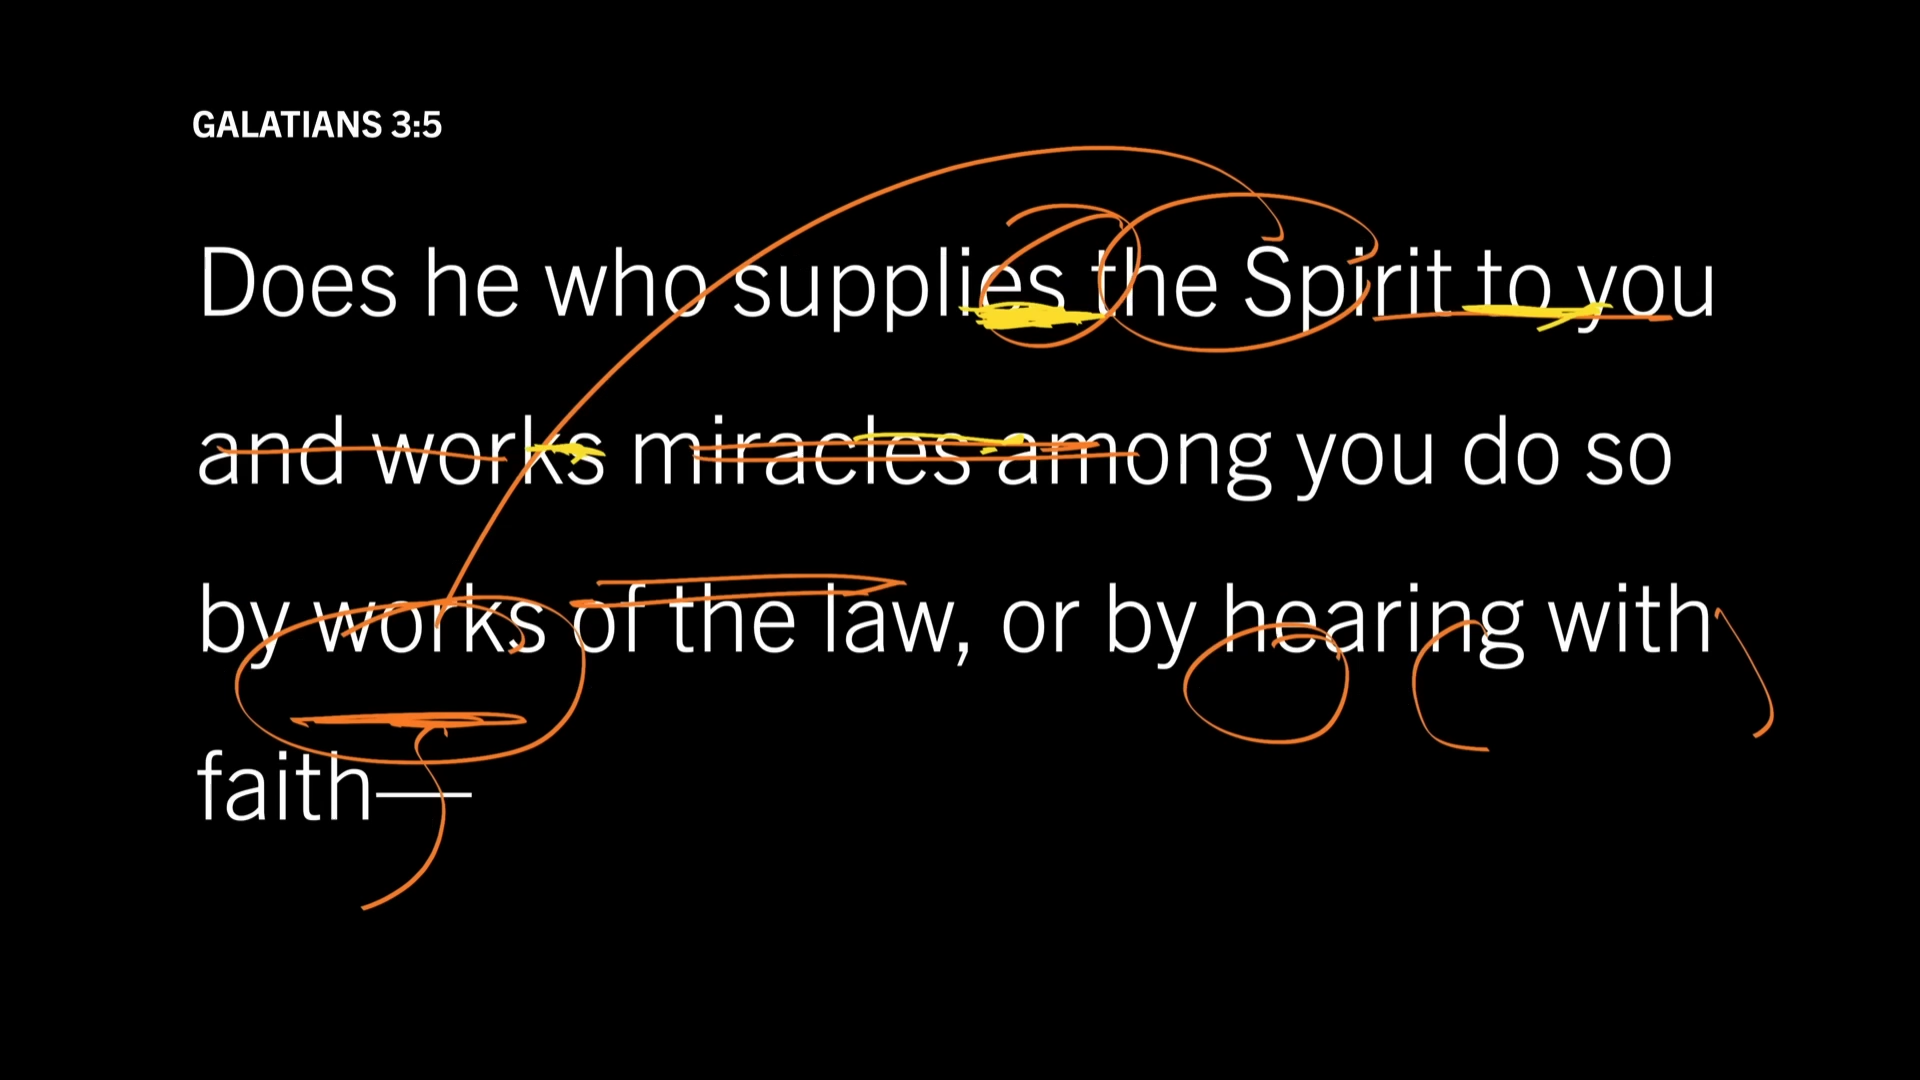 GALATIANS 3:5
Does he who supplies the Spirit to you
and works miracles among you do so
by works of the law, or by hearing with
faith—